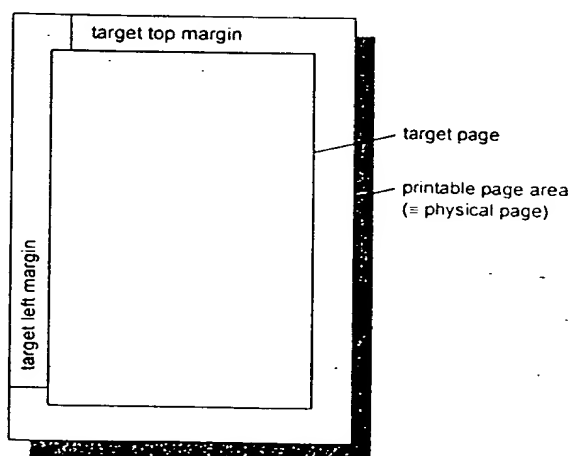 target top margin
target page
printable page area
(≡ physical page)
target left margin